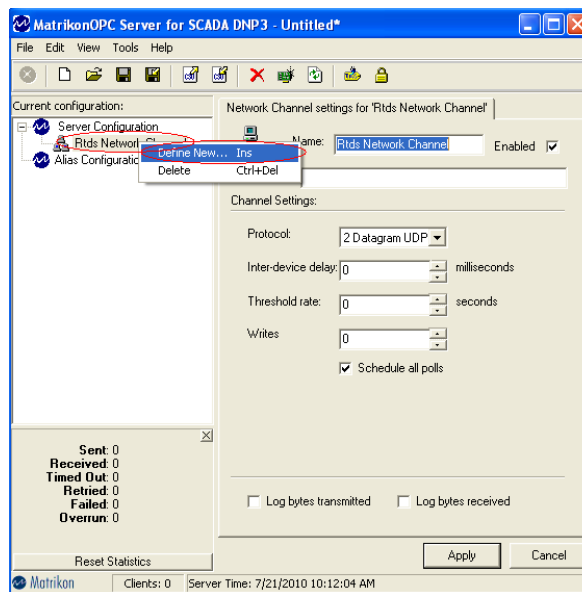 MatrikonOPC Server for SCADA DNP3 - Untitled*
File Edit View Tools Help
Current configuration:
Server Configuration
Rtds Network
Alias Configuratio
Define New... Ins
Delete Ctrl+Del
Network Channel settings for 'Rtds Network Channel'
Name: Rtds Network Channel Enabled
Channel Settings:
Protocol: 2 Datagram UDP
Inter-device delay: 0 milliseconds
Threshold rate: 0 seconds
Writes 0
Schedule all polls
Log bytes transmitted Log bytes received
Sent: 0
Received: 0
Timed Out: 0
Retried: 0
Failed: 0
Overrun: 0
Reset Statistics
Apply Cancel
Matrikon Clients: 0 Server Time: 7/21/2010 10:12:04 AM